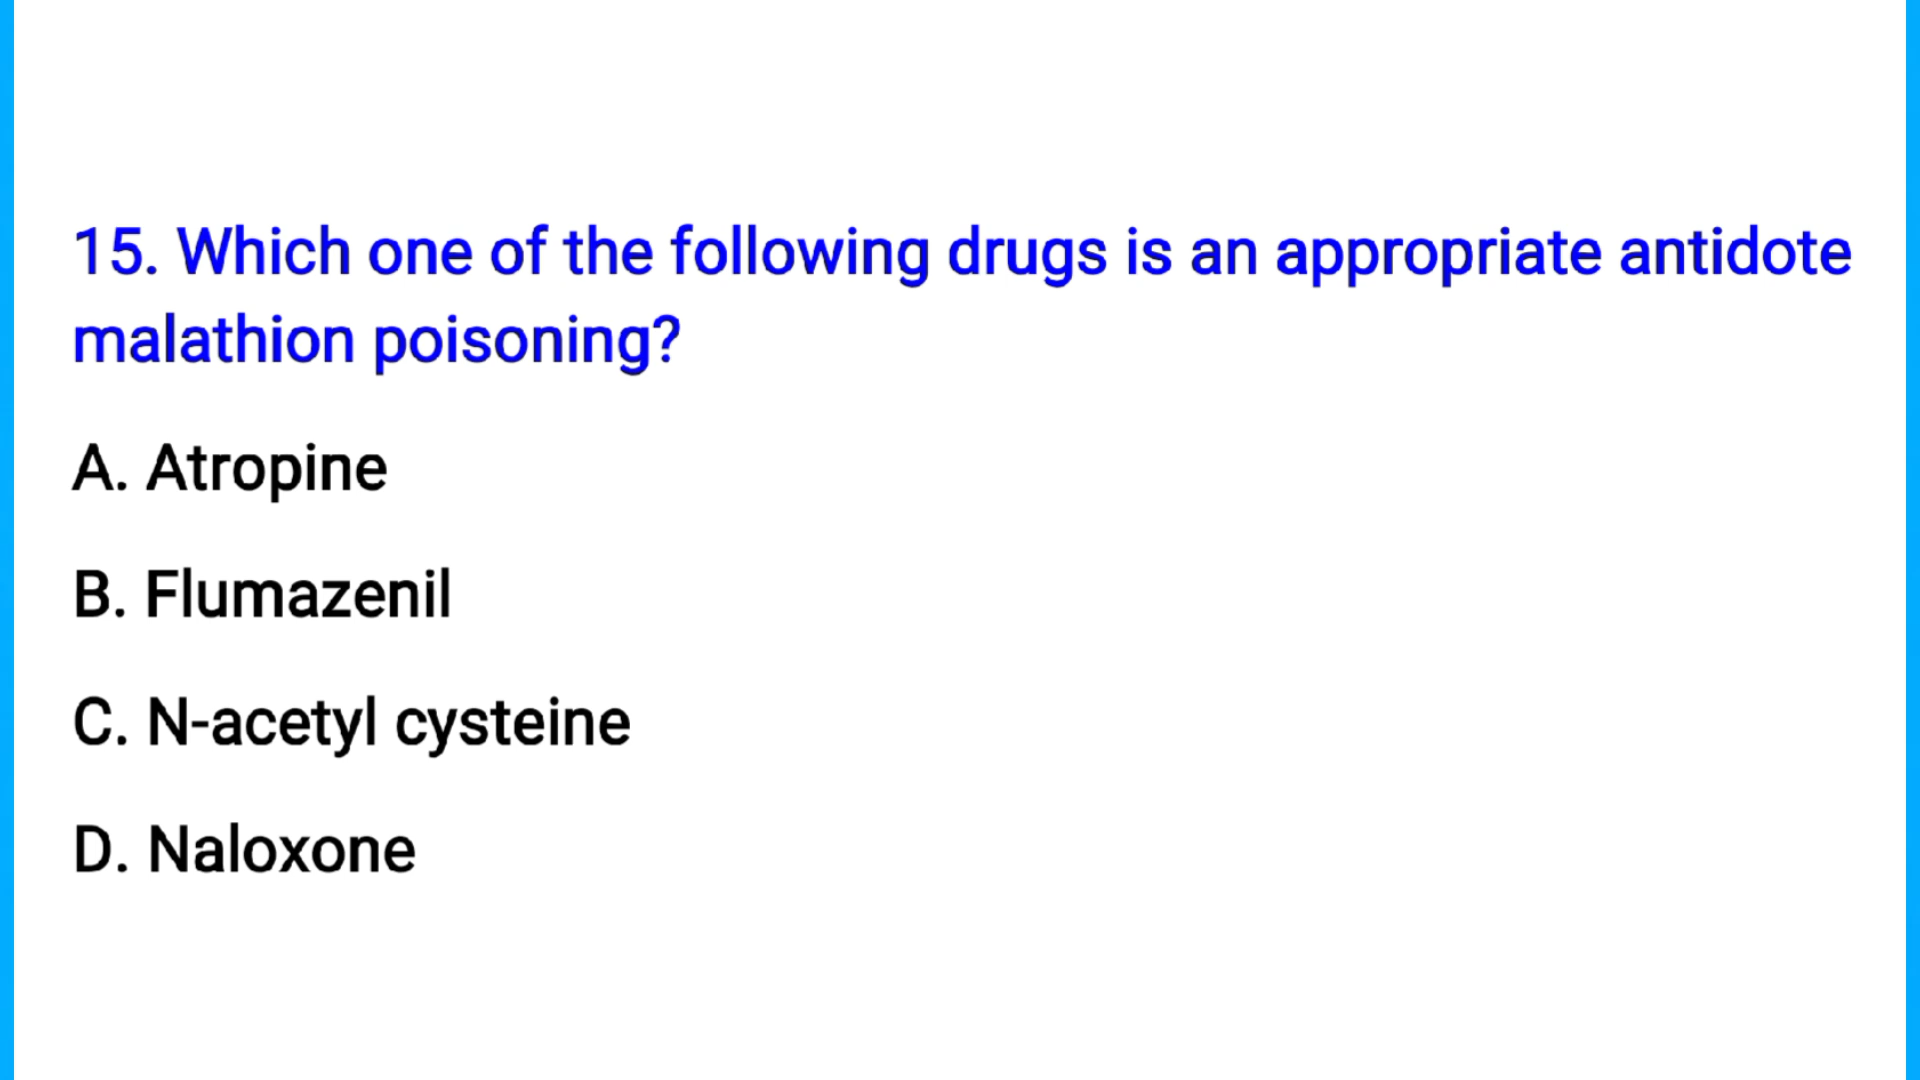 15. Which one of the following drugs is an appropriate antidote
malathion poisoning?
A. Atropine
B. Flumazenil
C. N-acetyl cysteine
D. Naloxone